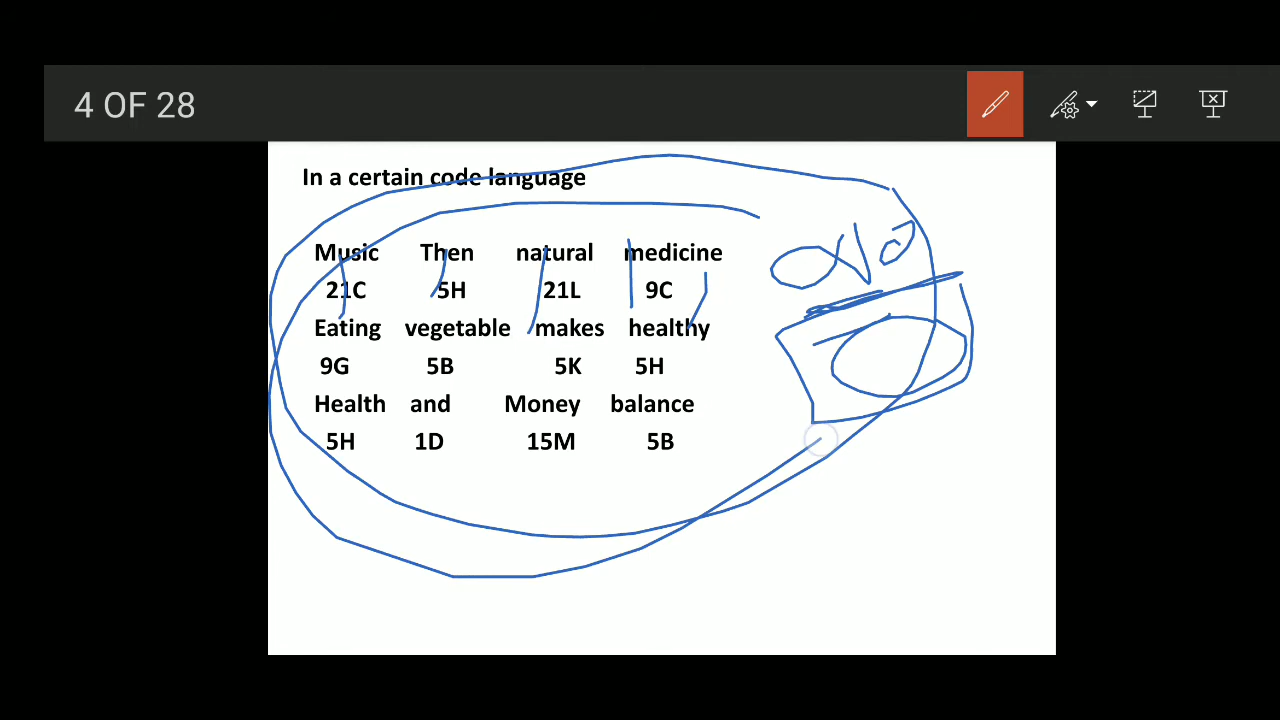 4 OF 28
In a certain code language
Music Then natural medicine
21C 5H 21L 9C
Eating vegetable makes healthy
9G 5B 5K 5H
Health and Money balance
5H 1D 15M 5B